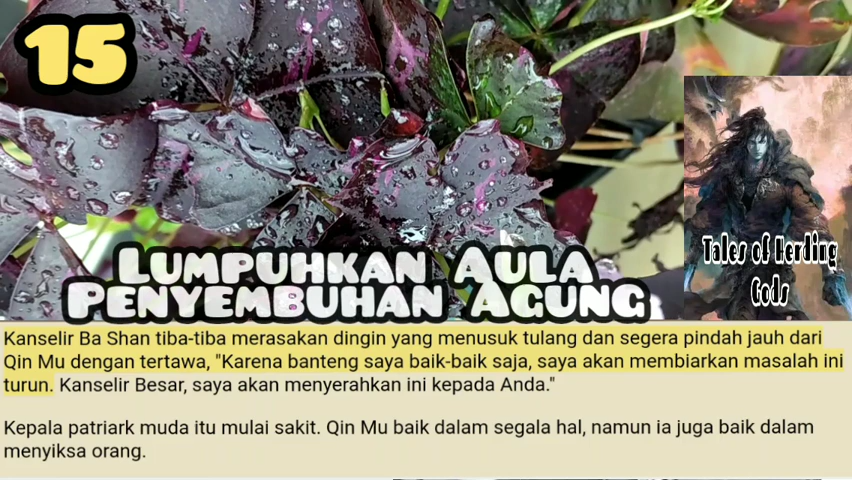 15
Tales of Herding
Gods
LUMPUHKAN AULA
PENYEMBUHAN AGUNG
Kanselir Ba Shan tiba-tiba merasakan dingin yang menusuk tulang dan segera pindah jauh dari
Qin Mu dengan tertawa, "Karena banteng saya baik-baik saja, saya akan membiarkan masalah ini
turun. Kanselir Besar, saya akan menyerahkan ini kepada Anda."
Kepala patriark muda itu mulai sakit. Qin Mu baik dalam segala hal, namun ia juga baik dalam
menyiksa orang.